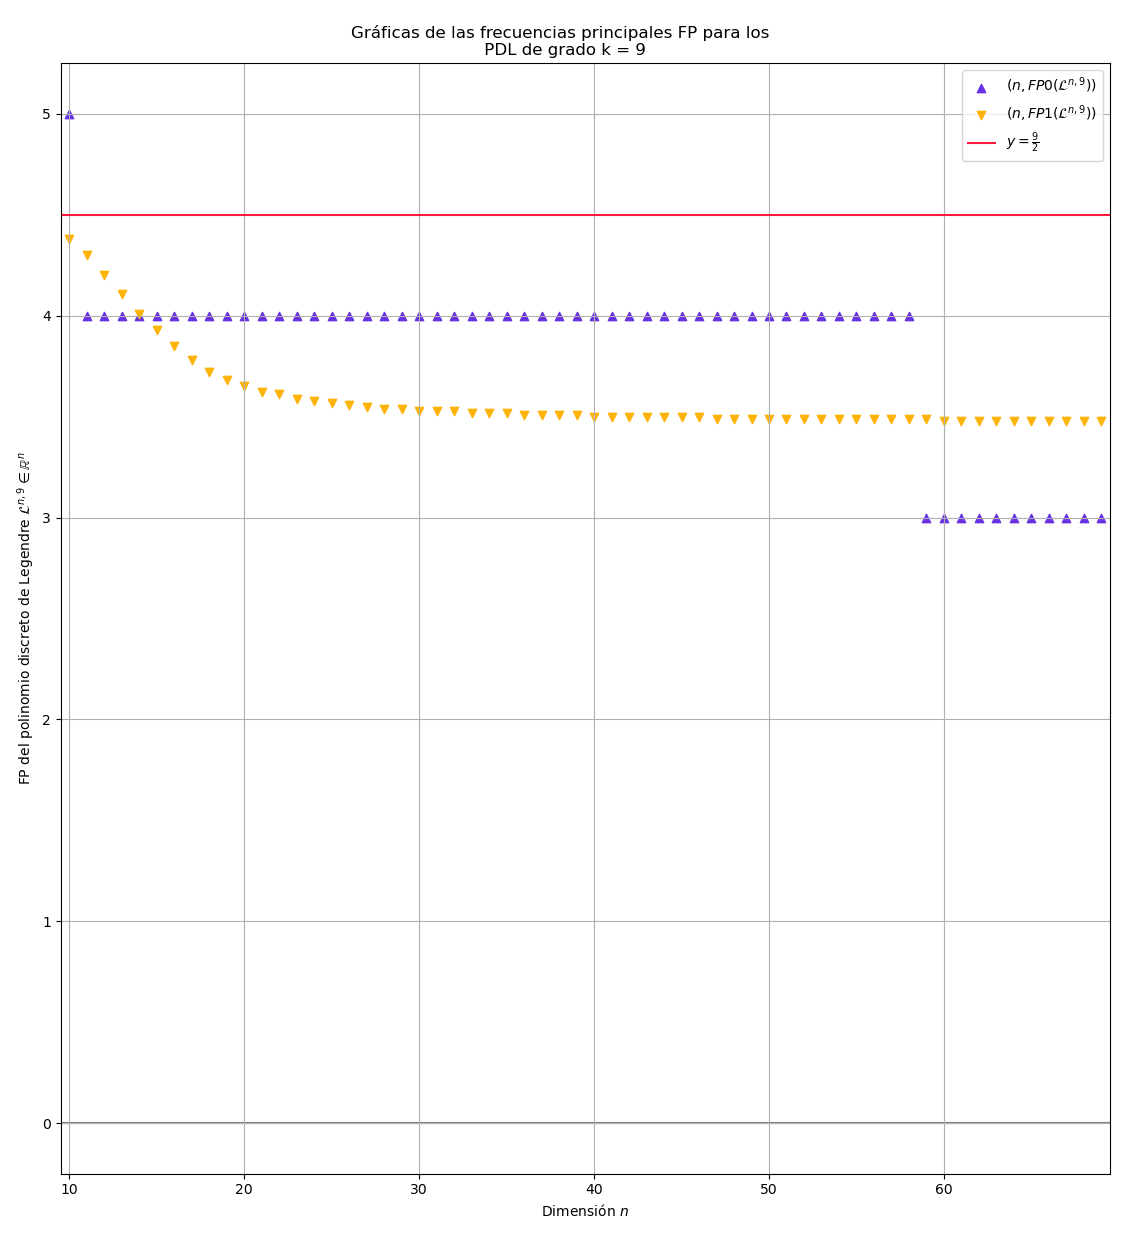 Gráficas de las frecuencias principales FP para los
PDL de grado k = 9
(n, FP0(ℒ^{n,9}))
(n, FP1(ℒ^{n,9}))
y = 9/2
5
4
3
2
1
0
FP del polinomio discreto de Legendre ℒ^{n,9} ∈ ℝ^n
10 20 30 40 50 60
Dimensión n